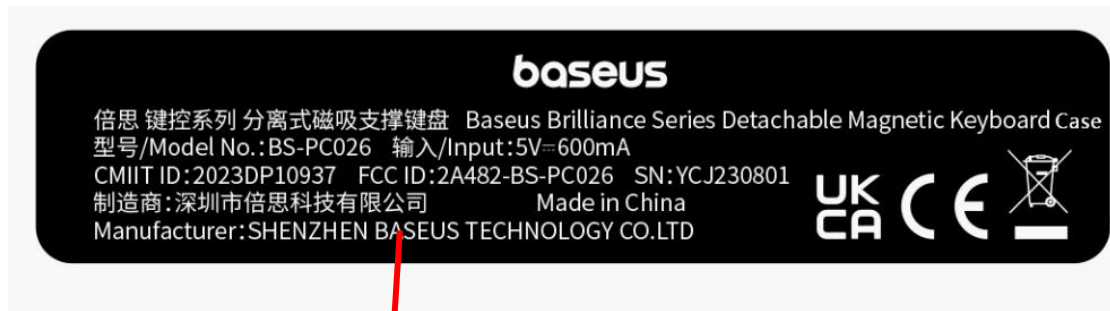 baseus
倍思 键控系列 分离式磁吸支撑键盘 Baseus Brilliance Series Detachable Magnetic Keyboard Case
型号/Model No.:BS-PC026 输入/Input:5V⎓600mA
CMIIT ID:2023DP10937 FCC ID:2A482-BS-PC026 SN:YCJ230801
制造商:深圳市倍思科技有限公司 Made in China
Manufacturer:SHENZHEN BASEUS TECHNOLOGY CO.LTD
UK
CA
CE